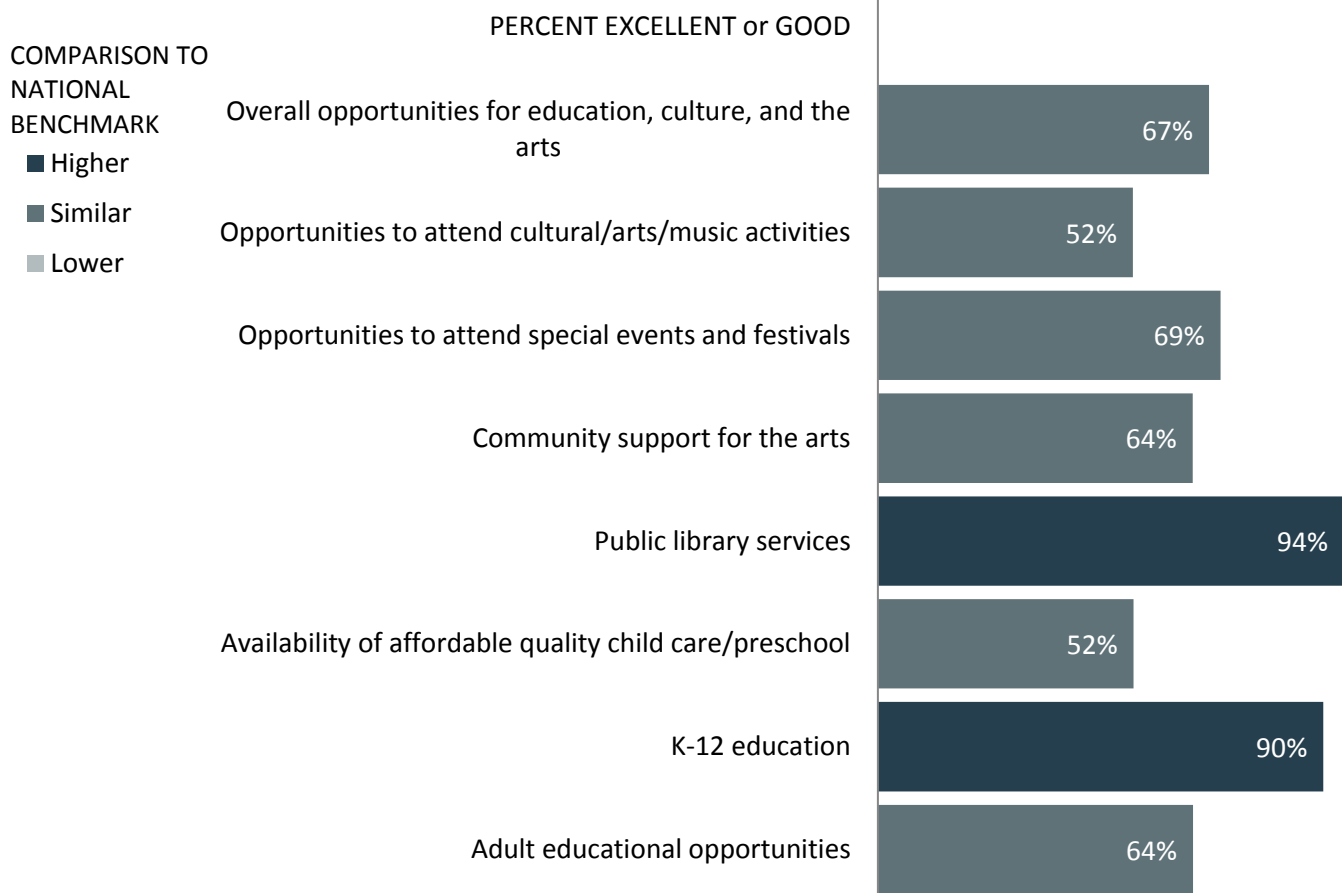 PERCENT EXCELLENT or GOOD
COMPARISON TO
NATIONAL
BENCHMARK
Higher
Similar
Lower
Overall opportunities for education, culture, and the
arts
67%
Opportunities to attend cultural/arts/music activities
52%
Opportunities to attend special events and festivals
69%
Community support for the arts
64%
Public library services
94%
Availability of affordable quality child care/preschool
52%
K-12 education
90%
Adult educational opportunities
64%